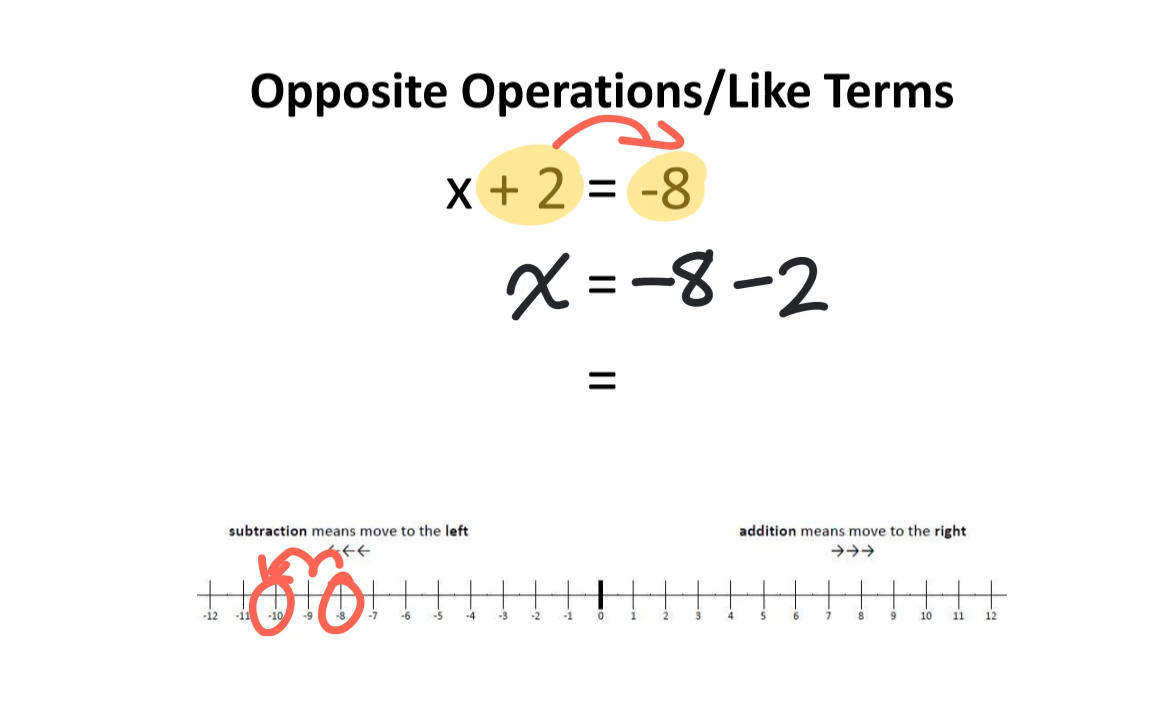 Opposite Operations/Like Terms
x + 2 = -8
x = -8 - 2
=
subtraction means move to the left
←←←
addition means move to the right
→→→
-12 -11 -10 -9 -8 -7 -6 -5 -4 -3 -2 -1 0 1 2 3 4 5 6 7 8 9 10 11 12